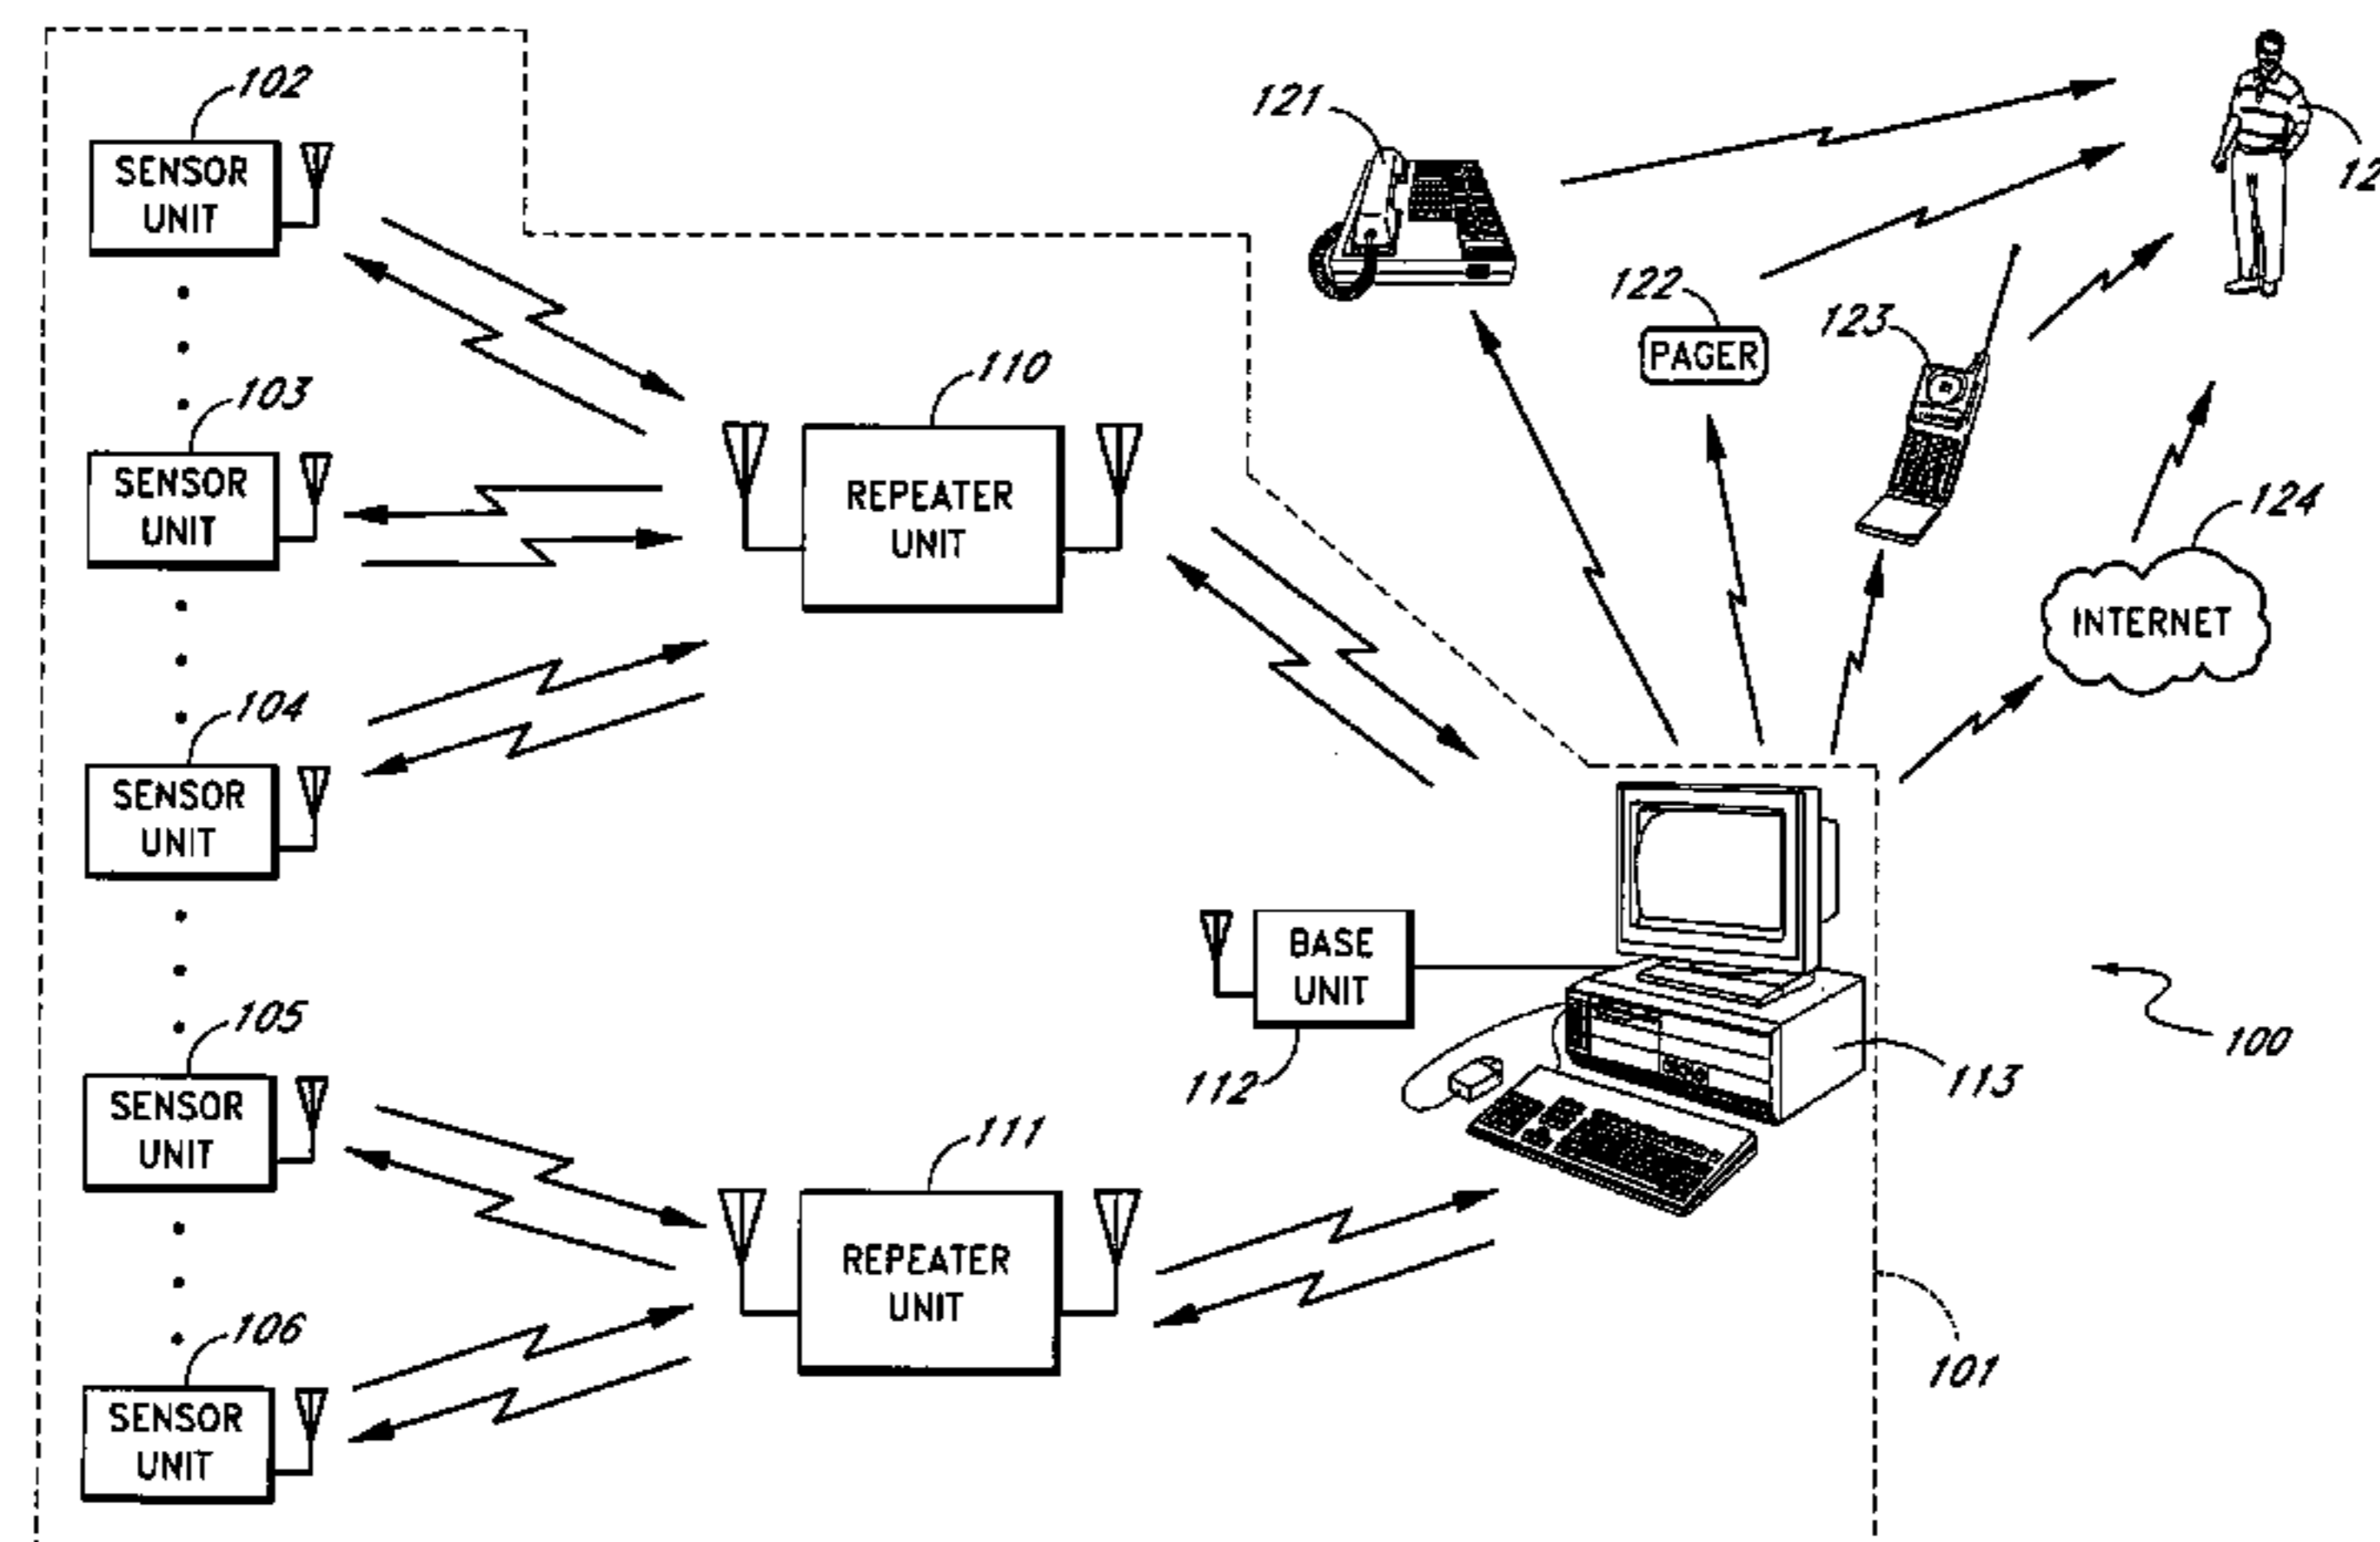 102
SENSOR
UNIT
103
SENSOR
UNIT
104
SENSOR
UNIT
105
SENSOR
UNIT
106
SENSOR
UNIT
110
REPEATER
UNIT
111
REPEATER
UNIT
121
122
PAGER
123
124
INTERNET
BASE
UNIT
112
113
100
101